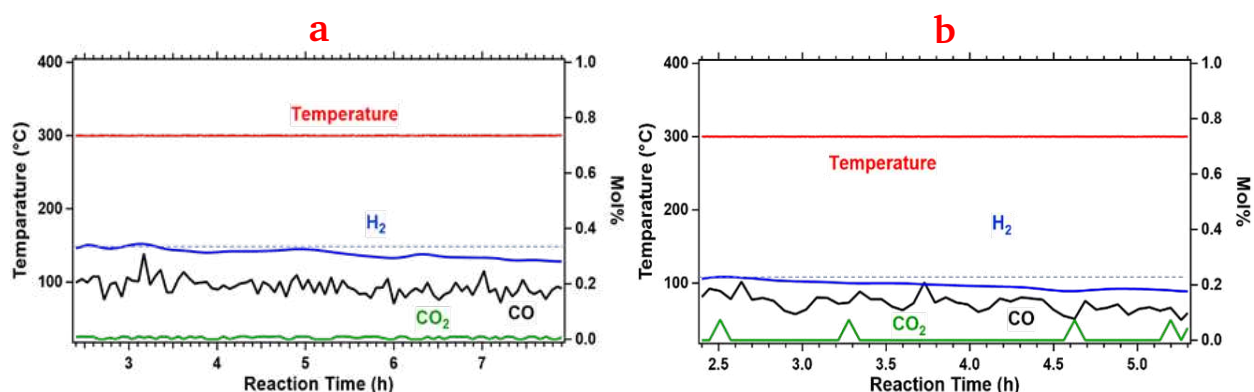 a
400
300
200
100
Temparature (°C)
Temperature
H2
CO2
CO
1.0
0.8
0.6
0.4
0.2
0.0
Mol%
3 4 5 6 7
Reaction Time (h)
b
400
300
200
100
Temparature (°C)
Temperature
H2
CO2
CO
1.0
0.8
0.6
0.4
0.2
0.0
Mol%
2.5 3.0 3.5 4.0 4.5 5.0
Reaction Time (h)